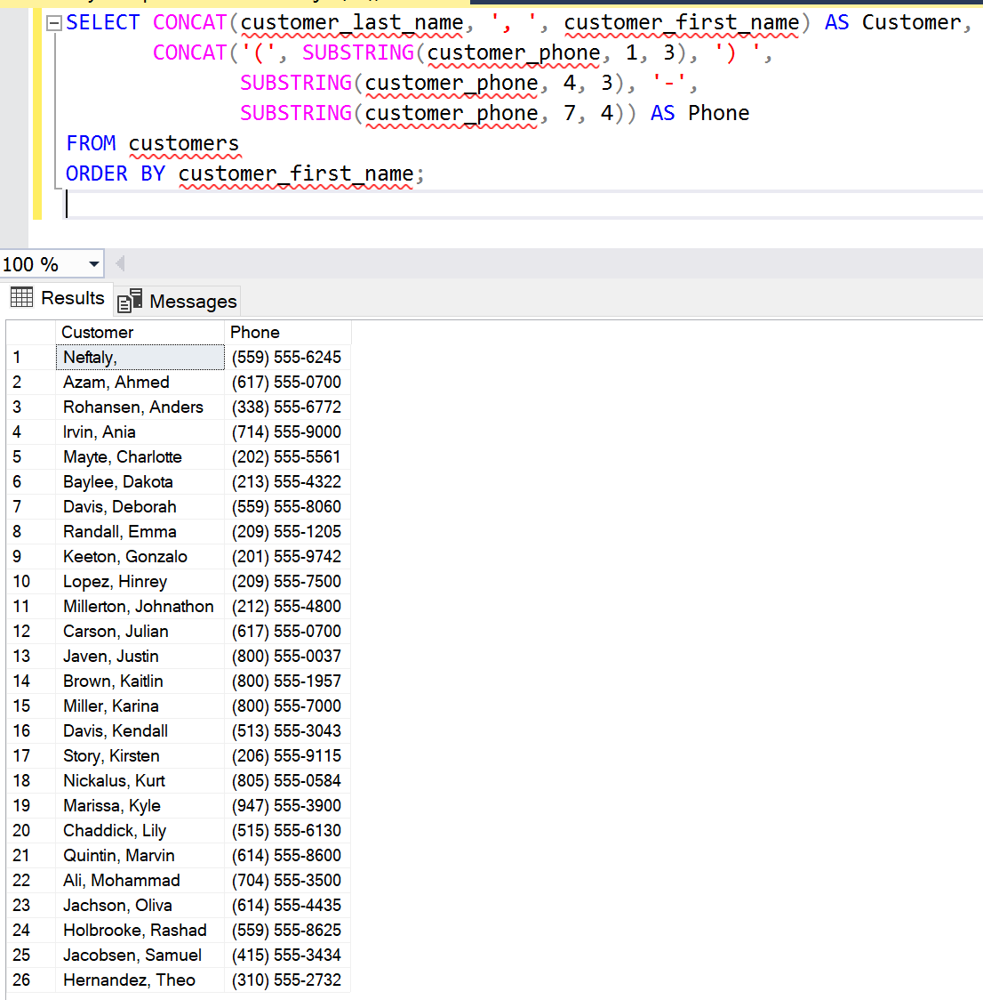 SELECT CONCAT(customer_last_name, ', ', customer_first_name) AS Customer,
CONCAT('(', SUBSTRING(customer_phone, 1, 3), ') ',
SUBSTRING(customer_phone, 4, 3), '-',
SUBSTRING(customer_phone, 7, 4)) AS Phone
FROM customers
ORDER BY customer_first_name;
100 %
Results Messages
Customer Phone
1 Neftaly, (559) 555-6245
2 Azam, Ahmed (617) 555-0700
3 Rohansen, Anders (338) 555-6772
4 Irvin, Ania (714) 555-9000
5 Mayte, Charlotte (202) 555-5561
6 Baylee, Dakota (213) 555-4322
7 Davis, Deborah (559) 555-8060
8 Randall, Emma (209) 555-1205
9 Keeton, Gonzalo (201) 555-9742
10 Lopez, Hinrey (209) 555-7500
11 Millerton, Johnathon (212) 555-4800
12 Carson, Julian (617) 555-0700
13 Javen, Justin (800) 555-0037
14 Brown, Kaitlin (800) 555-1957
15 Miller, Karina (800) 555-7000
16 Davis, Kendall (513) 555-3043
17 Story, Kirsten (206) 555-9115
18 Nickalus, Kurt (805) 555-0584
19 Marissa, Kyle (947) 555-3900
20 Chaddick, Lily (515) 555-6130
21 Quintin, Marvin (614) 555-8600
22 Ali, Mohammad (704) 555-3500
23 Jachson, Oliva (614) 555-4435
24 Holbrooke, Rashad (559) 555-8625
25 Jacobsen, Samuel (415) 555-3434
26 Hernandez, Theo (310) 555-2732